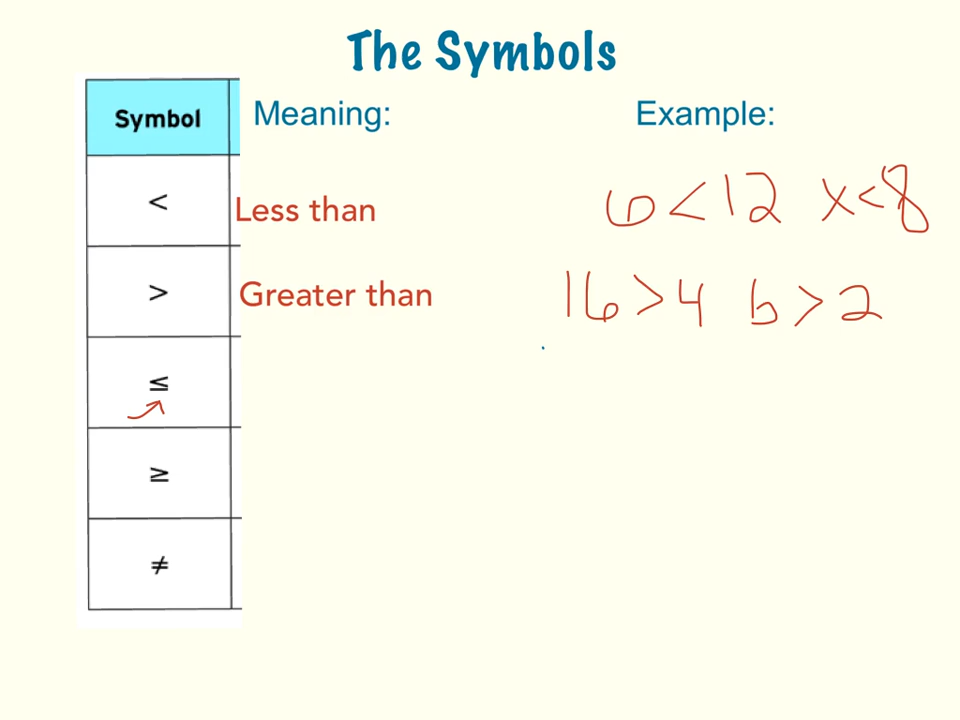 The Symbols
Symbol Meaning: Example:
< Less than 6 < 12 x < 8
> Greater than 16 > 4 b > 2
≤
≥
≠